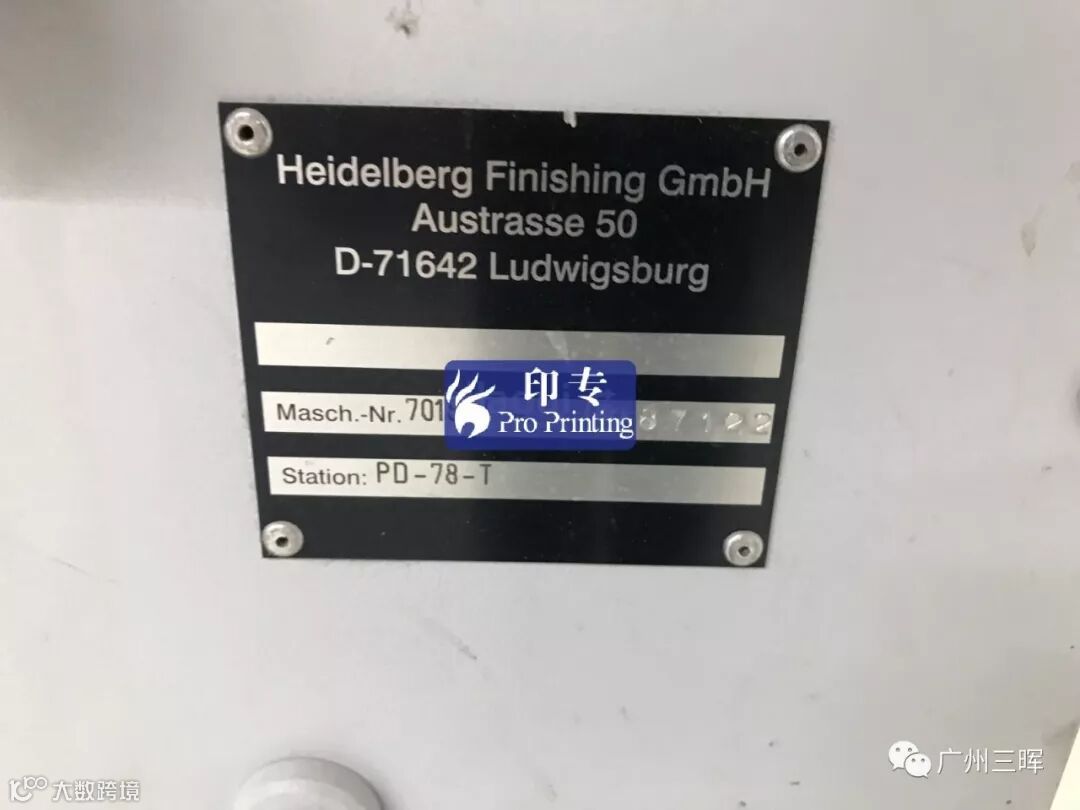 Heidelberg Finishing GmbH
Austrasse 50
D-71642 Ludwigsburg
印专
Pro Printing
Masch.-Nr.
Station: PD-78-T
广州三晖
大数跨境